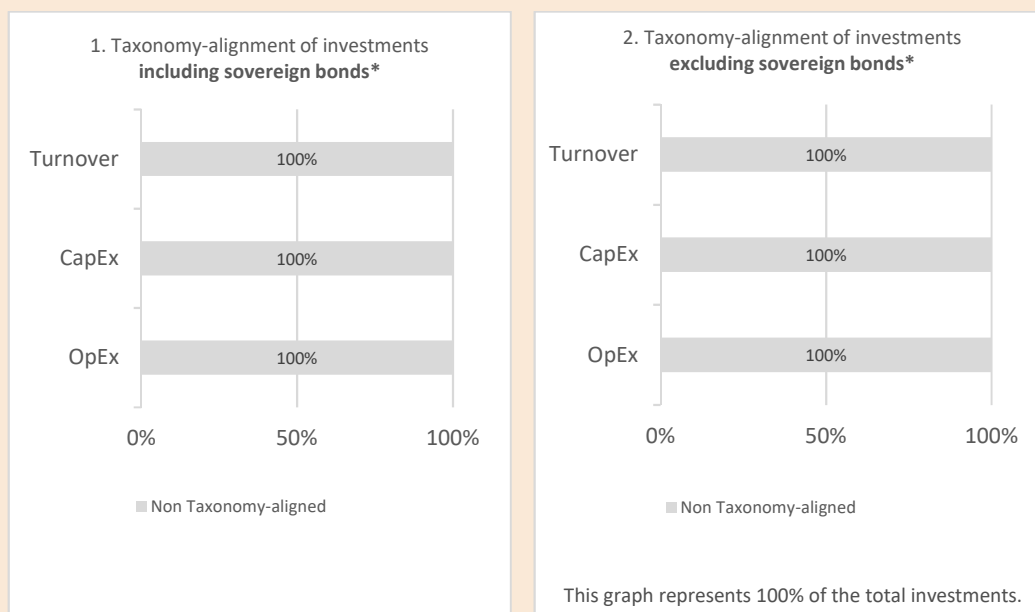 1. Taxonomy-alignment of investments
including sovereign bonds*
Turnover
100%
CapEx
100%
OpEx
100%
0%
50%
100%
Non Taxonomy-aligned
2. Taxonomy-alignment of investments
excluding sovereign bonds*
Turnover
100%
CapEx
100%
OpEx
100%
0%
50%
100%
Non Taxonomy-aligned
This graph represents 100% of the total investments.